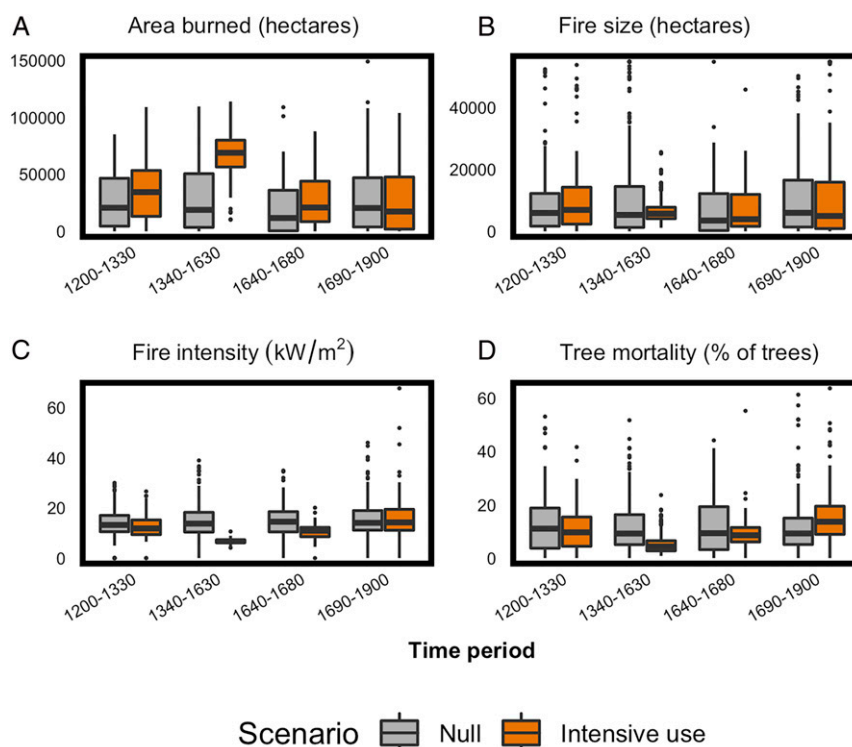 A Area burned (hectares)
150000
100000
50000
0
1200-1330 1340-1630 1640-1680 1690-1900
B Fire size (hectares)
40000
20000
0
1200-1330 1340-1630 1640-1680 1690-1900
C Fire intensity (kW/m²)
60
40
20
0
1200-1330 1340-1630 1640-1680 1690-1900
D Tree mortality (% of trees)
60
40
20
0
1200-1330 1340-1630 1640-1680 1690-1900
Time period
Scenario Null Intensive use